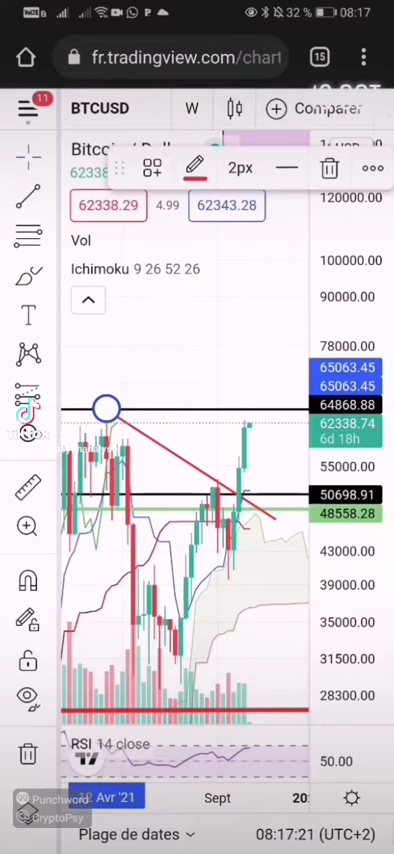 32 % 08:17
fr.tradingview.com/chart
15
11
BTCUSD W Comparer
2px
120000.00
62338.29 4.99 62343.28
Vol
100000.00
Ichimoku 9 26 52 26
90000.00
78000.00
65063.45
65063.45
64868.88
62338.74
6d 18h
55000.00
50698.91
48558.28
43000.00
39000.00
35000.00
31500.00
28300.00
RSI 14 close
50.00
12 Avr '21 Sept
Punchword
CryptoPsy
Plage de dates 08:17:21 (UTC+2)